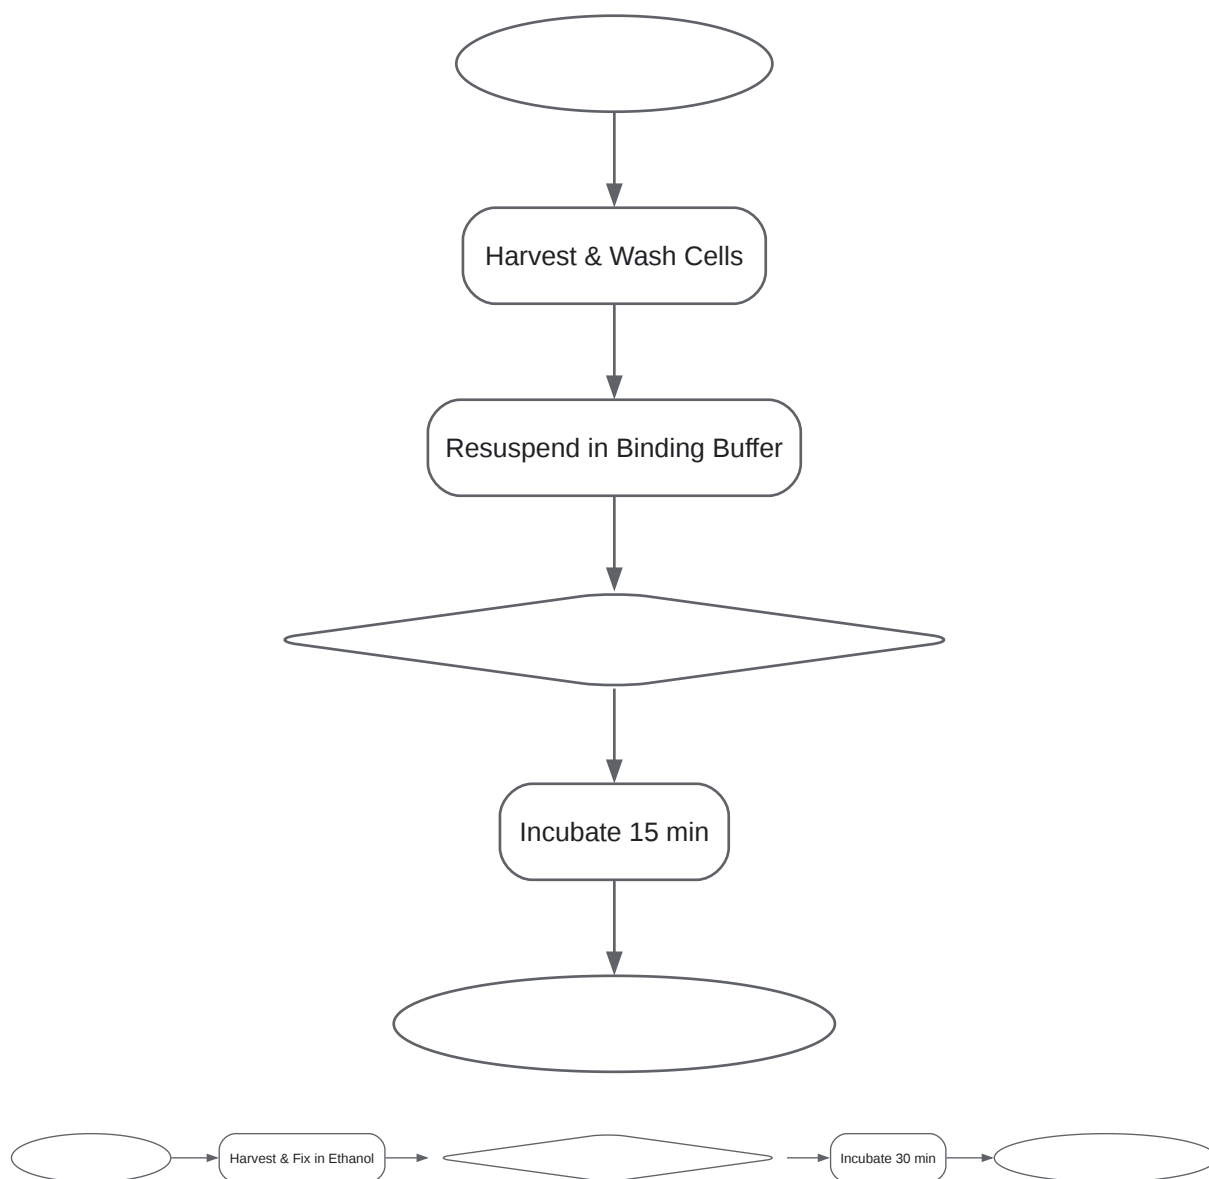 Harvest & Wash Cells
Resuspend in Binding Buffer
Incubate 15 min
Harvest & Fix in Ethanol
Incubate 30 min